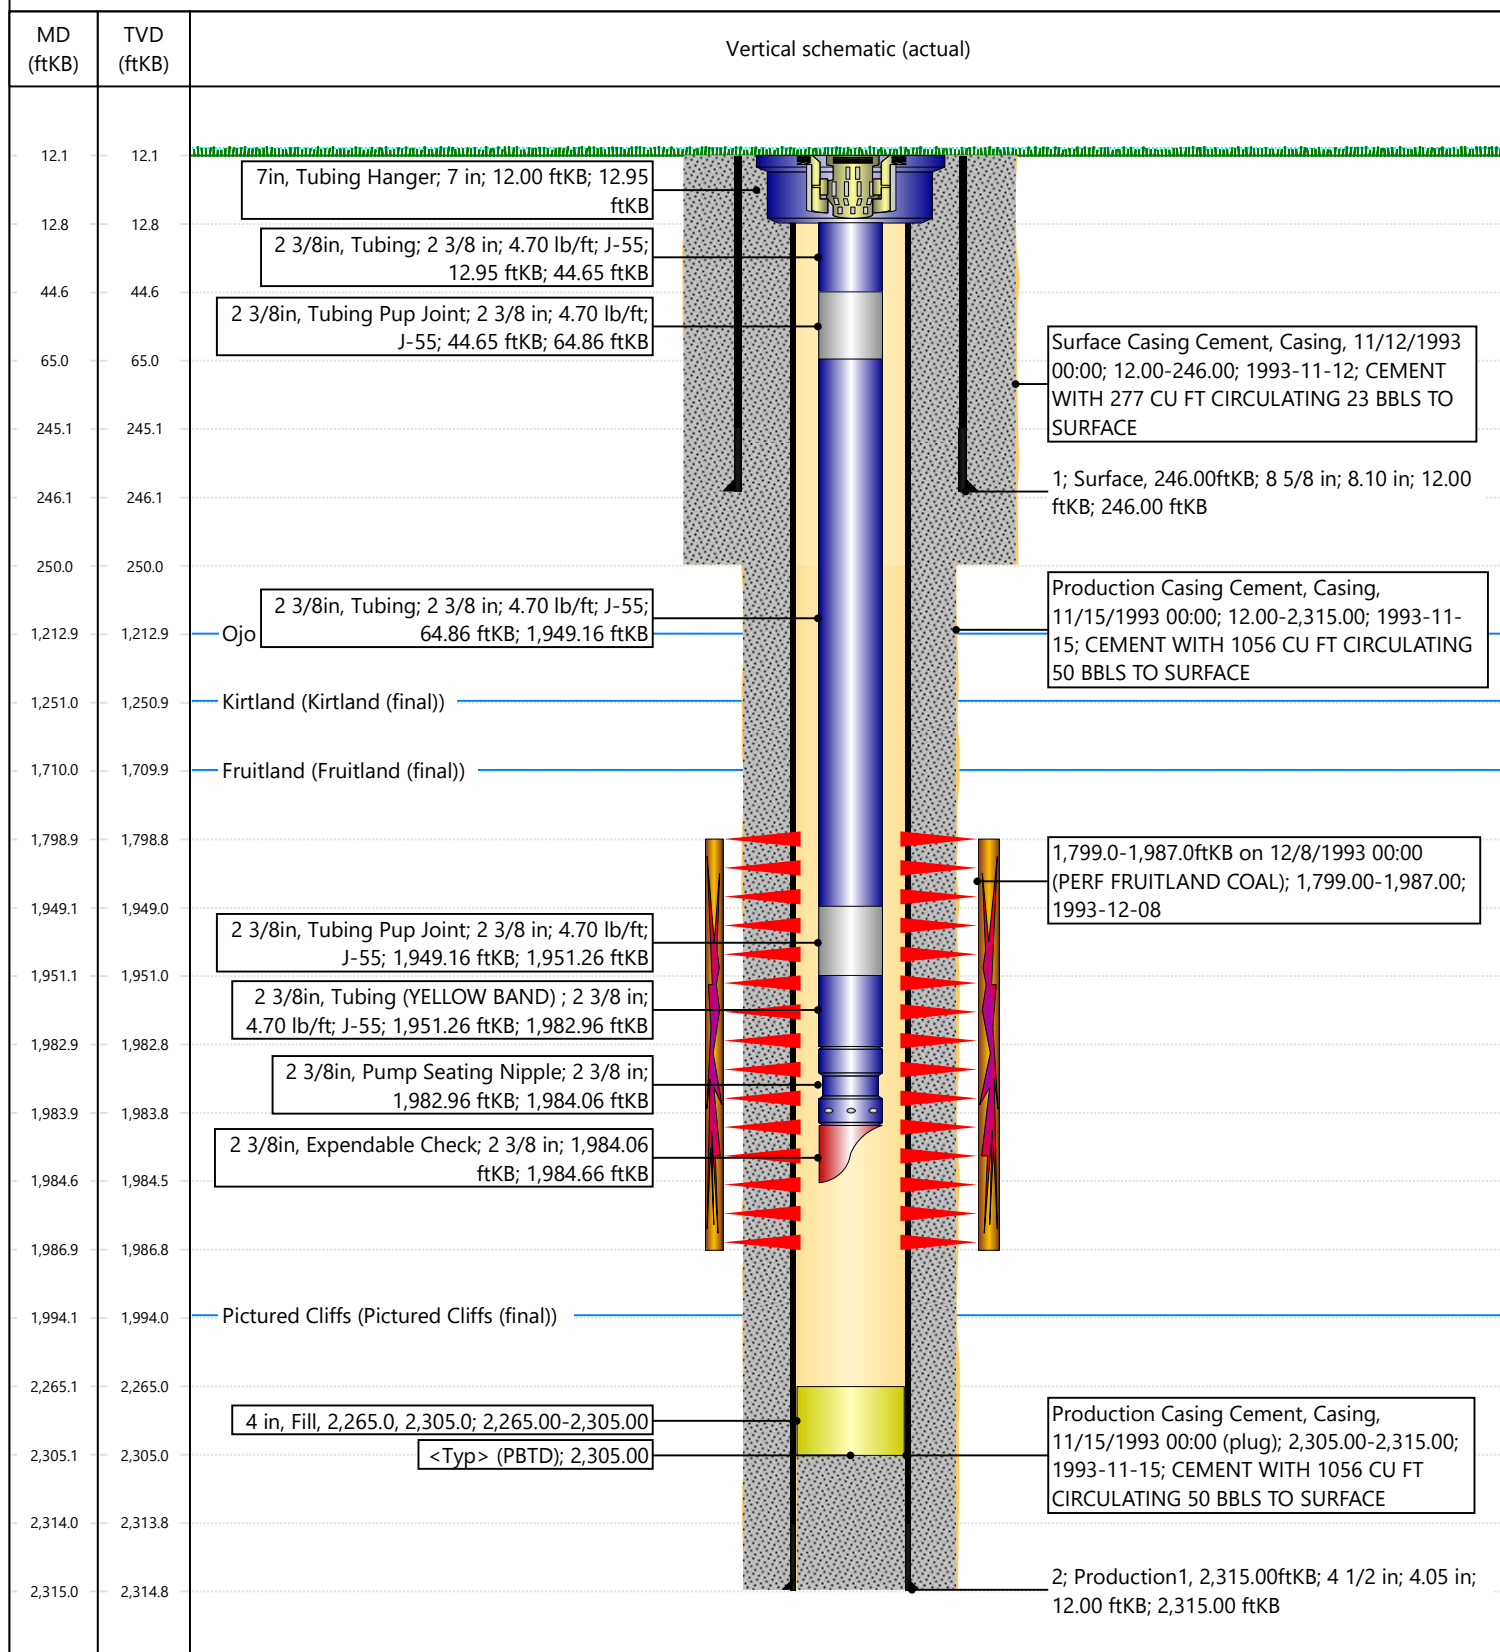 MD
(ftKB)
TVD
(ftKB)
Vertical schematic (actual)
12.1 12.1
7in, Tubing Hanger; 7 in; 12.00 ftKB; 12.95
ftKB
12.8 12.8
2 3/8in, Tubing; 2 3/8 in; 4.70 lb/ft; J-55;
12.95 ftKB; 44.65 ftKB
44.6 44.6
2 3/8in, Tubing Pup Joint; 2 3/8 in; 4.70 lb/ft;
J-55; 44.65 ftKB; 64.86 ftKB
65.0 65.0
Surface Casing Cement, Casing, 11/12/1993
00:00; 12.00-246.00; 1993-11-12; CEMENT
WITH 277 CU FT CIRCULATING 23 BBLS TO
SURFACE
245.1 245.1
1; Surface, 246.00ftKB; 8 5/8 in; 8.10 in; 12.00
ftKB; 246.00 ftKB
246.1 246.1
250.0 250.0
Production Casing Cement, Casing,
11/15/1993 00:00; 12.00-2,315.00; 1993-11-
15; CEMENT WITH 1056 CU FT CIRCULATING
50 BBLS TO SURFACE
2 3/8in, Tubing; 2 3/8 in; 4.70 lb/ft; J-55;
64.86 ftKB; 1,949.16 ftKB
1,212.9 1,212.9
Ojo
1,251.0 1,250.9
Kirtland (Kirtland (final))
1,710.0 1,709.9
Fruitland (Fruitland (final))
1,798.9 1,798.8
1,799.0-1,987.0ftKB on 12/8/1993 00:00
(PERF FRUITLAND COAL); 1,799.00-1,987.00;
1993-12-08
1,949.1 1,949.0
2 3/8in, Tubing Pup Joint; 2 3/8 in; 4.70 lb/ft;
J-55; 1,949.16 ftKB; 1,951.26 ftKB
1,951.1 1,951.0
2 3/8in, Tubing (YELLOW BAND) ; 2 3/8 in;
4.70 lb/ft; J-55; 1,951.26 ftKB; 1,982.96 ftKB
1,982.9 1,982.8
2 3/8in, Pump Seating Nipple; 2 3/8 in;
1,982.96 ftKB; 1,984.06 ftKB
1,983.9 1,983.8
2 3/8in, Expendable Check; 2 3/8 in; 1,984.06
ftKB; 1,984.66 ftKB
1,984.6 1,984.5
1,986.9 1,986.8
1,994.1 1,994.0
Pictured Cliffs (Pictured Cliffs (final))
2,265.1 2,265.0
4 in, Fill, 2,265.0, 2,305.0; 2,265.00-2,305.00
<Typ> (PBTD); 2,305.00
2,305.1 2,305.0
Production Casing Cement, Casing,
11/15/1993 00:00 (plug); 2,305.00-2,315.00;
1993-11-15; CEMENT WITH 1056 CU FT
CIRCULATING 50 BBLS TO SURFACE
2,314.0 2,313.8
2,315.0 2,314.8
2; Production1, 2,315.00ftKB; 4 1/2 in; 4.05 in;
12.00 ftKB; 2,315.00 ftKB